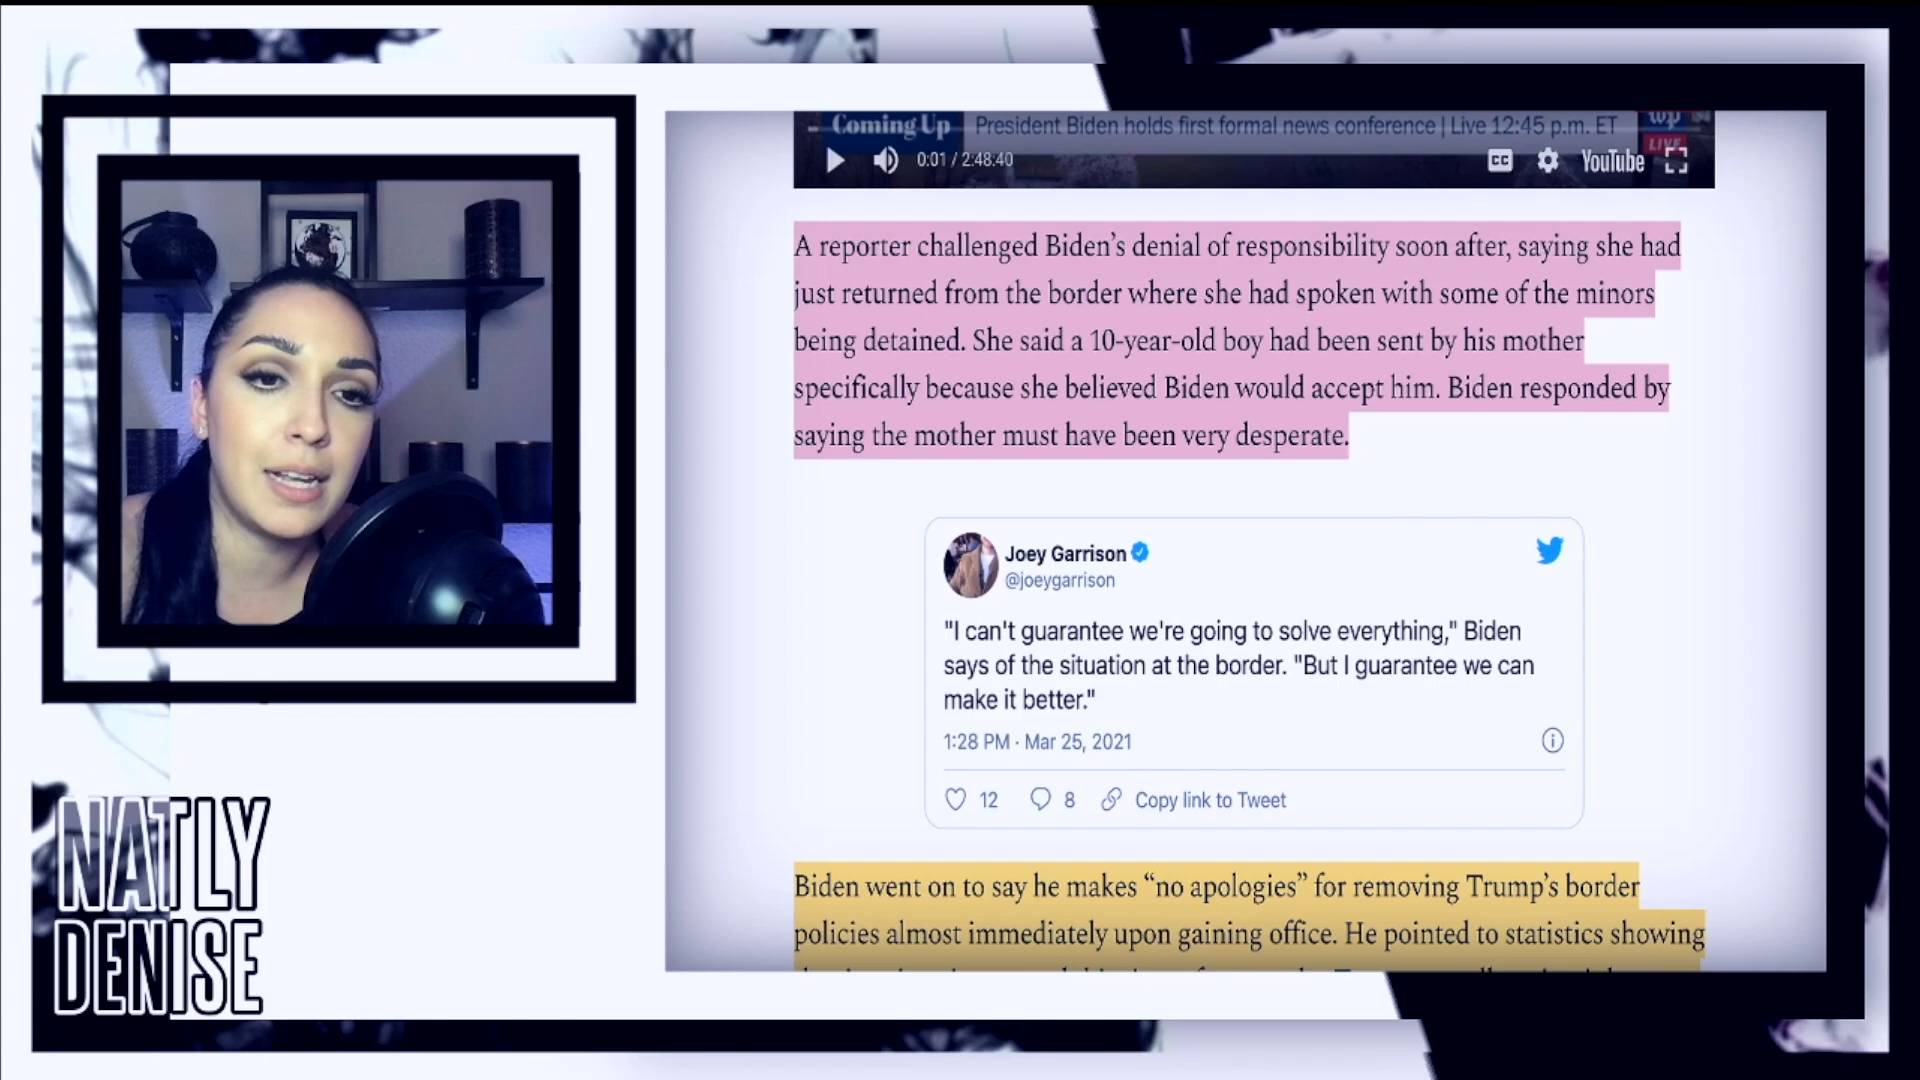 Coming Up President Biden holds first formal news conference | Live 12:45 p.m. ET wp
LIVE
0:01 / 2:48:40 CC YouTube
A reporter challenged Biden’s denial of responsibility soon after, saying she had
just returned from the border where she had spoken with some of the minors
being detained. She said a 10-year-old boy had been sent by his mother
specifically because she believed Biden would accept him. Biden responded by
saying the mother must have been very desperate.
Joey Garrison
@joeygarrison
"I can't guarantee we're going to solve everything," Biden
says of the situation at the border. "But I guarantee we can
make it better."
1:28 PM · Mar 25, 2021
12 8 Copy link to Tweet
Biden went on to say he makes “no apologies” for removing Trump’s border
policies almost immediately upon gaining office. He pointed to statistics showing
NATLY
DENISE